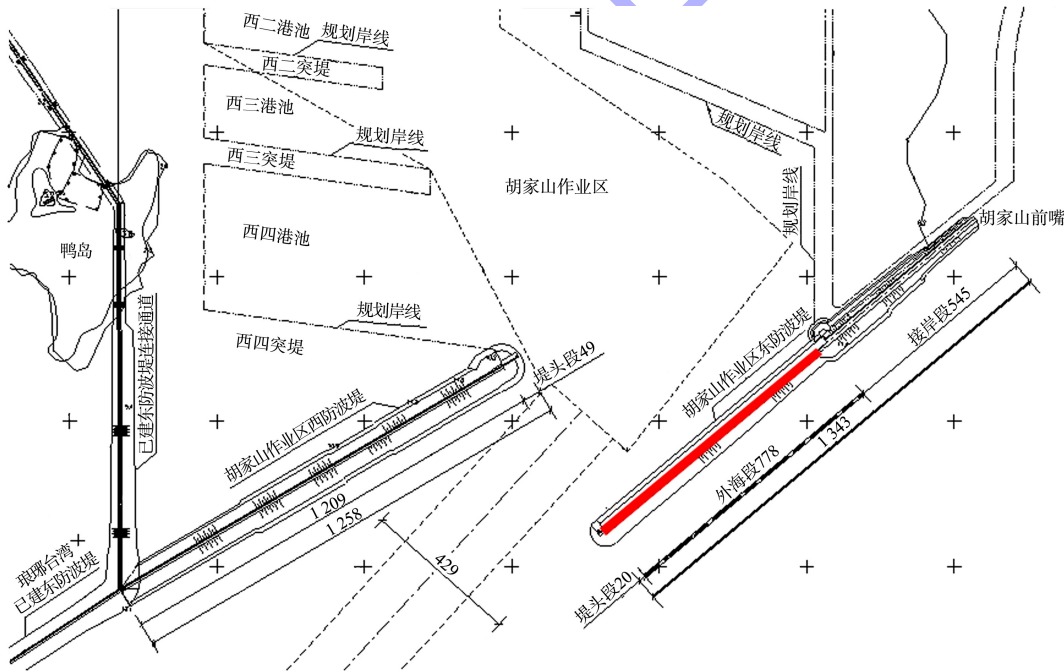 西二港池
规划岸线
西二突堤
西三港池
规划岸线
西三突堤
胡家山作业区
西四港池
规划岸线
西四突堤
规划岸线
规划岸线
胡家山前嘴
鸭岛
已建东防波堤连接通道
胡家山作业区西防波堤
堤头段49
1 209
1 258
429
胡家山作业区东防波堤
接岸段545
外海段778
1 343
堤头段20
琅琊台湾
已建东防波堤